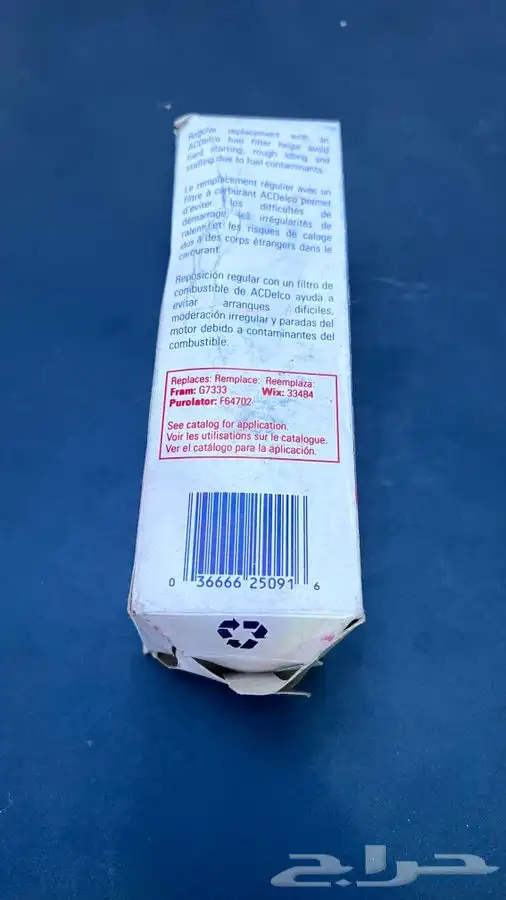 Regular replacement with an
ACDelco fuel filter helps avoid
hard starting, rough idling and
stalling due to fuel contaminants.
Le remplacement régulier avec un
filtre à carburant ACDelco permet
d'éviter les difficultés de
démarrage, les irrégularités de
ralenti et les risques de calage
dus à des corps étrangers dans le
carburant.
Reposición regular con un filtro de
combustible de ACDelco ayuda a
evitar arranques difíciles,
moderación irregular y paradas del
motor debido a contaminantes del
combustible.
Replaces: Remplace: Reemplaza:
Fram: G7333 Wix: 33484
Purolator: F64702
See catalog for application.
Voir les utilisations sur le catalogue.
Ver el catálogo para la aplicación.
0 36666 25091 6
حراج